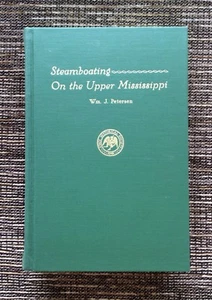 Steamboating
On the Upper Mississippi
Wm. J. Petersen